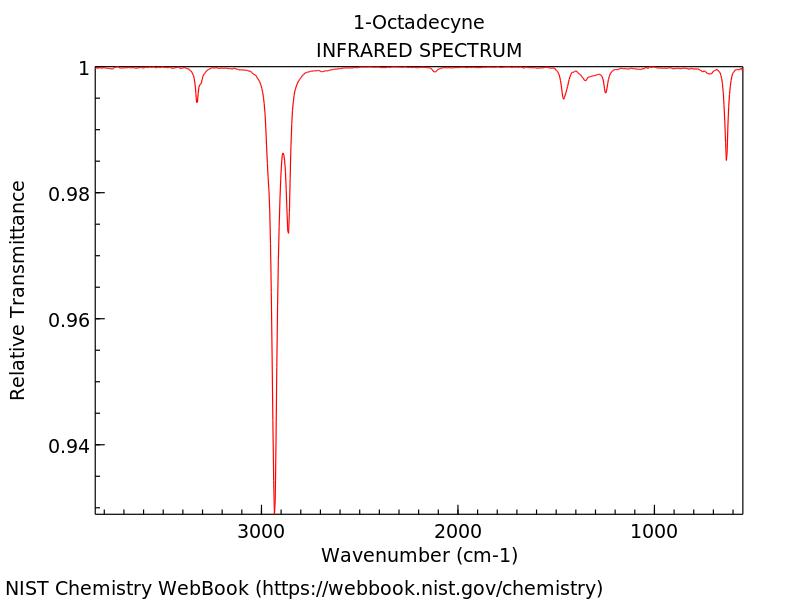 1-Octadecyne
INFRARED SPECTRUM
1
0.98
0.96
0.94
Relative Transmittance
3000 2000 1000
Wavenumber (cm-1)
NIST Chemistry WebBook (https://webbook.nist.gov/chemistry)